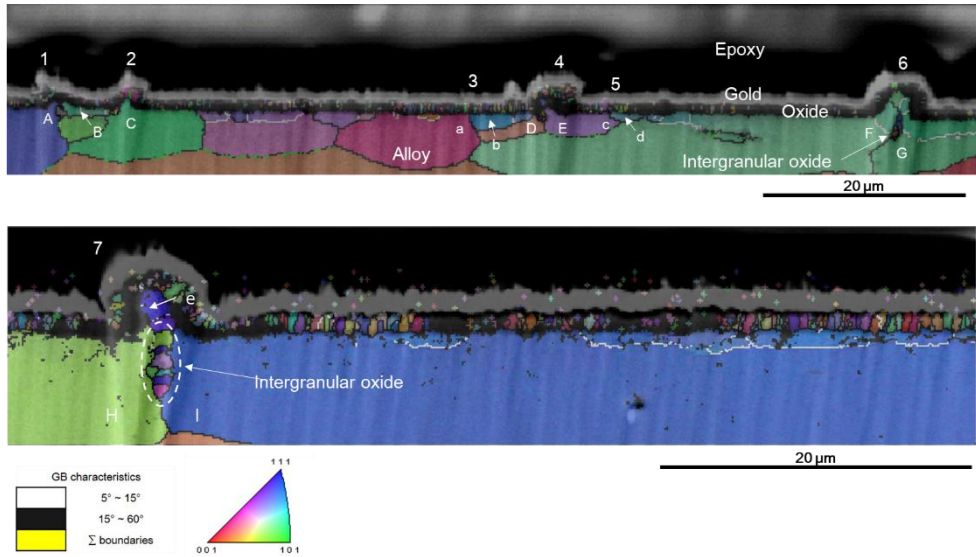 1 2 3 4 5 6
Epoxy
Gold
Oxide
A B C a b D E c d F G
Alloy
Intergranular oxide
20 µm
7
e
Intergranular oxide
H I
20 µm
GB characteristics
5° ~ 15°
15° ~ 60°
Σ boundaries
1 1 1
0 0 1 1 0 1